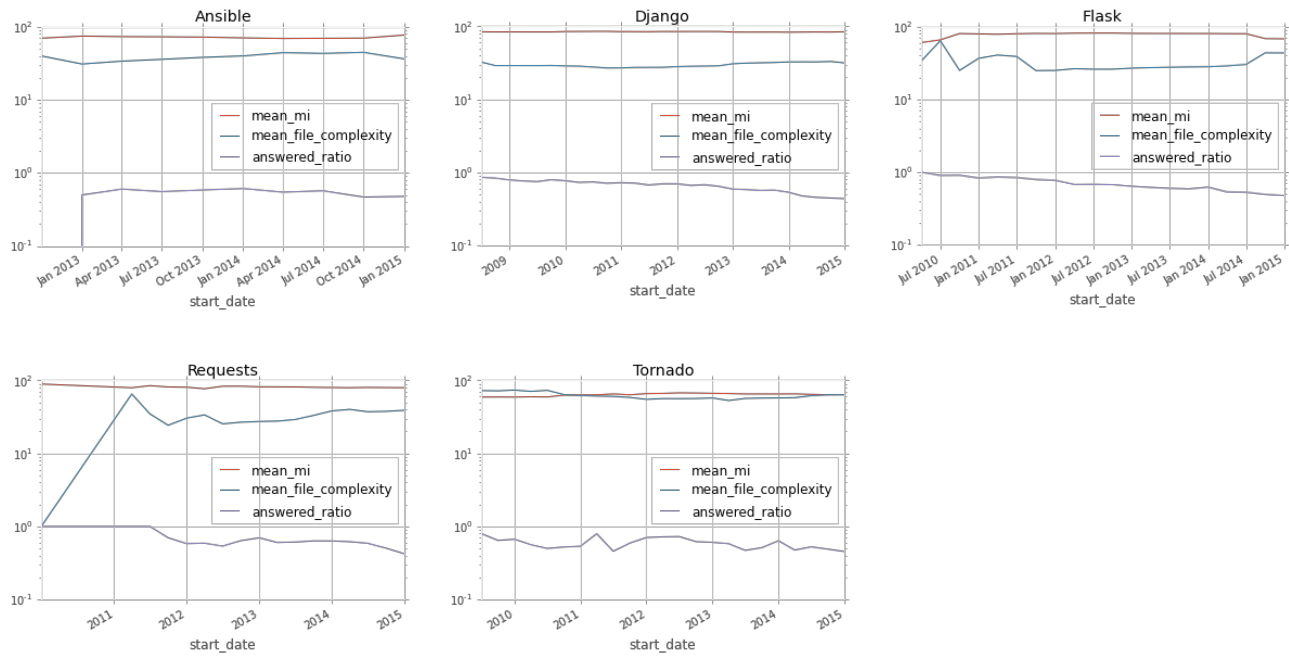 Ansible
10²
10¹
10⁰
10⁻¹
mean_mi
mean_file_complexity
answered_ratio
Jan 2013
Apr 2013
Jul 2013
Oct 2013
Jan 2014
Apr 2014
Jul 2014
Oct 2014
Jan 2015
start_date
Django
10²
10¹
10⁰
10⁻¹
mean_mi
mean_file_complexity
answered_ratio
2009
2010
2011
2012
2013
2014
2015
start_date
Flask
10²
10¹
10⁰
10⁻¹
mean_mi
mean_file_complexity
answered_ratio
Jul 2010
Jan 2011
Jul 2011
Jan 2012
Jul 2012
Jan 2013
Jul 2013
Jan 2014
Jul 2014
Jan 2015
start_date
Requests
10²
10¹
10⁰
10⁻¹
mean_mi
mean_file_complexity
answered_ratio
2011
2012
2013
2014
2015
start_date
Tornado
10²
10¹
10⁰
10⁻¹
mean_mi
mean_file_complexity
answered_ratio
2010
2011
2012
2013
2014
2015
start_date